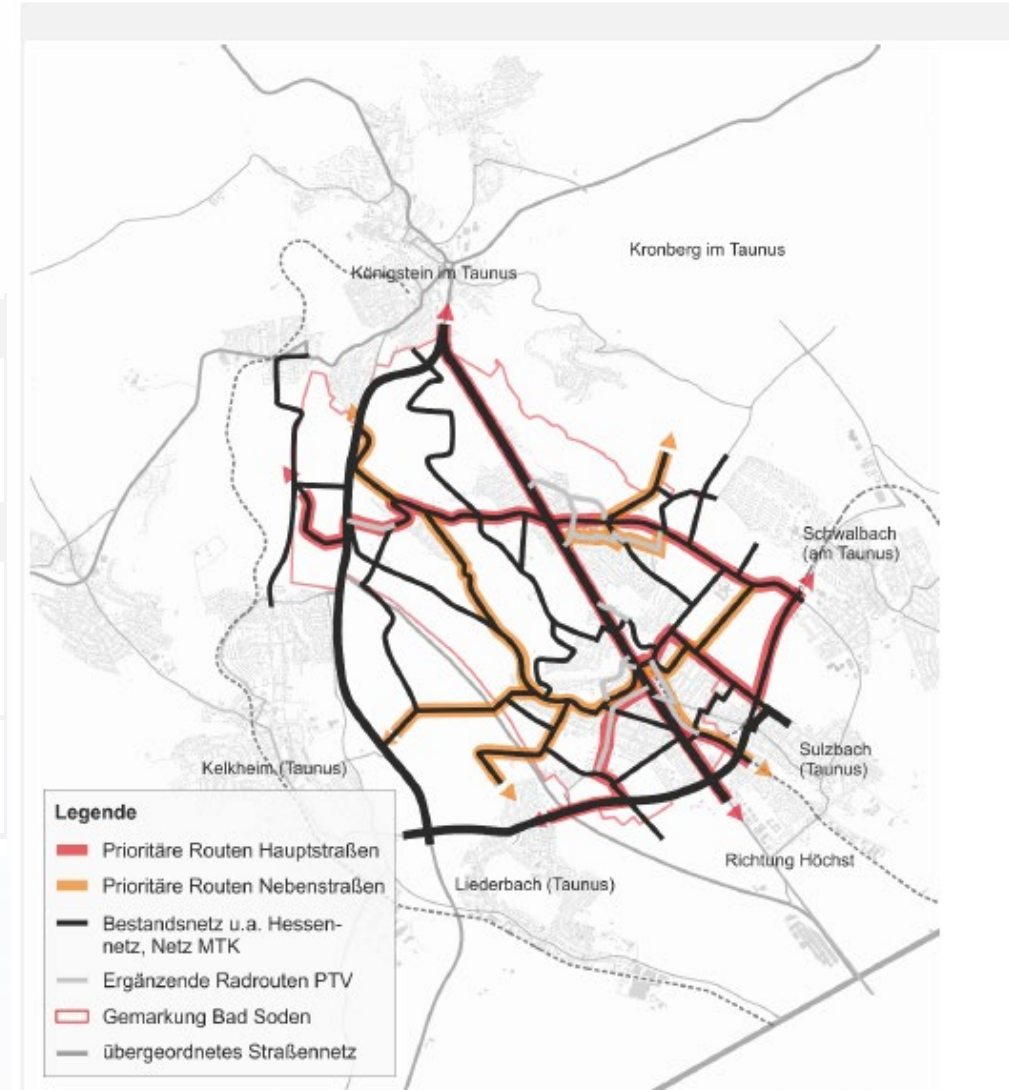 Kronberg im Taunus
Königstein im Taunus
Schwalbach
(am Taunus)
Sulzbach
(Taunus)
Kelkheim (Taunus)
Richtung Höchst
Liederbach (Taunus)
Legende
Prioritäre Routen Hauptstraßen
Prioritäre Routen Nebenstraßen
Bestandsnetz u.a. Hessen-
netz, Netz MTK
Ergänzende Radrouten PTV
Gemarkung Bad Soden
übergeordnetes Straßennetz